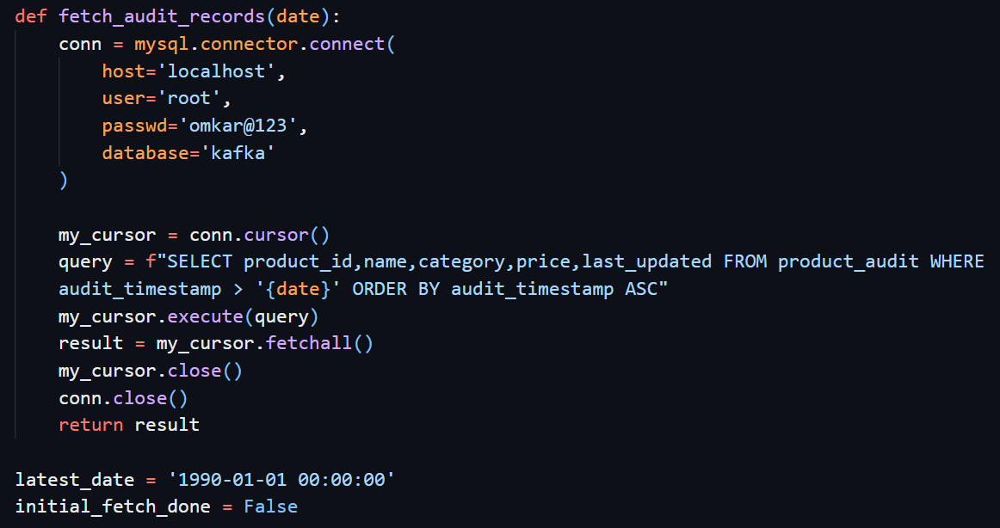 def fetch_audit_records(date):
    conn = mysql.connector.connect(
        host='localhost',
        user='root',
        passwd='omkar@123',
        database='kafka'
    )

    my_cursor = conn.cursor()
    query = f"SELECT product_id,name,category,price,last_updated FROM product_audit WHERE
    audit_timestamp > '{date}' ORDER BY audit_timestamp ASC"
    my_cursor.execute(query)
    result = my_cursor.fetchall()
    my_cursor.close()
    conn.close()
    return result

latest_date = '1990-01-01 00:00:00'
initial_fetch_done = False